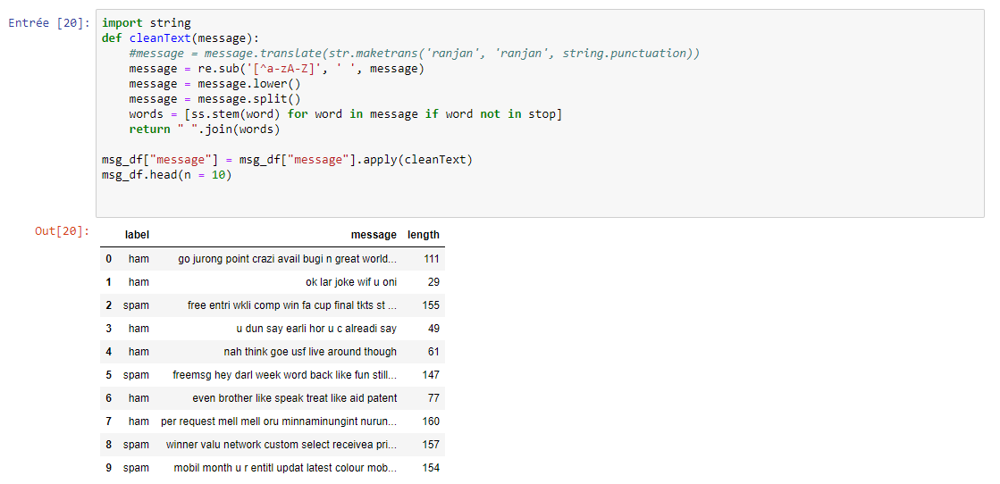 Entrée [20]: import string
def cleanText(message):
    #message = message.translate(str.maketrans('ranjan', 'ranjan', string.punctuation))
    message = re.sub('[^a-zA-Z]', ' ', message)
    message = message.lower()
    message = message.split()
    words = [ss.stem(word) for word in message if word not in stop]
    return " ".join(words)
msg_df["message"] = msg_df["message"].apply(cleanText)
msg_df.head(n = 10)
Out[20]:
label message length
0 ham go jurong point crazi avail bugi n great world... 111
1 ham ok lar joke wif u oni 29
2 spam free entri wkli comp win fa cup final tkts st ... 155
3 ham u dun say earli hor u c alreadi say 49
4 ham nah think goe usf live around though 61
5 spam freemsg hey darl week word back like fun still... 147
6 ham even brother like speak treat like aid patent 77
7 ham per request mell mell oru minnaminungint nurun... 160
8 spam winner valu network custom select receivea pri... 157
9 spam mobil month u r entitl updat latest colour mob... 154